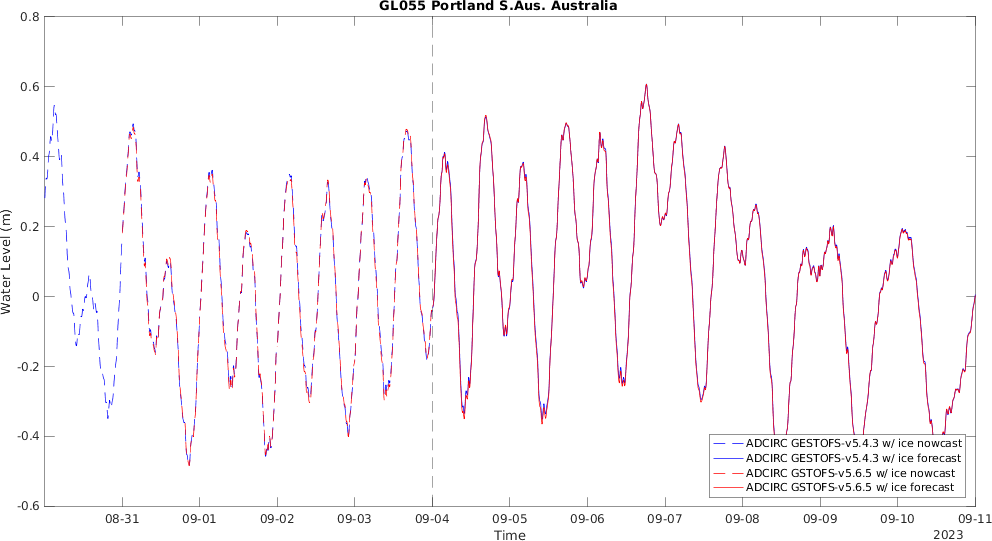 GL055 Portland S.Aus. Australia
0.8
0.6
0.4
0.2
0
-0.2
-0.4
-0.6
Water Level (m)
ADCIRC GESTOFS-v5.4.3 w/ ice nowcast
ADCIRC GESTOFS-v5.4.3 w/ ice forecast
ADCIRC GSTOFS-v5.6.5 w/ ice nowcast
ADCIRC GSTOFS-v5.6.5 w/ ice forecast
08-31 09-01 09-02 09-03 09-04 09-05 09-06 09-07 09-08 09-09 09-10 09-11
Time
2023